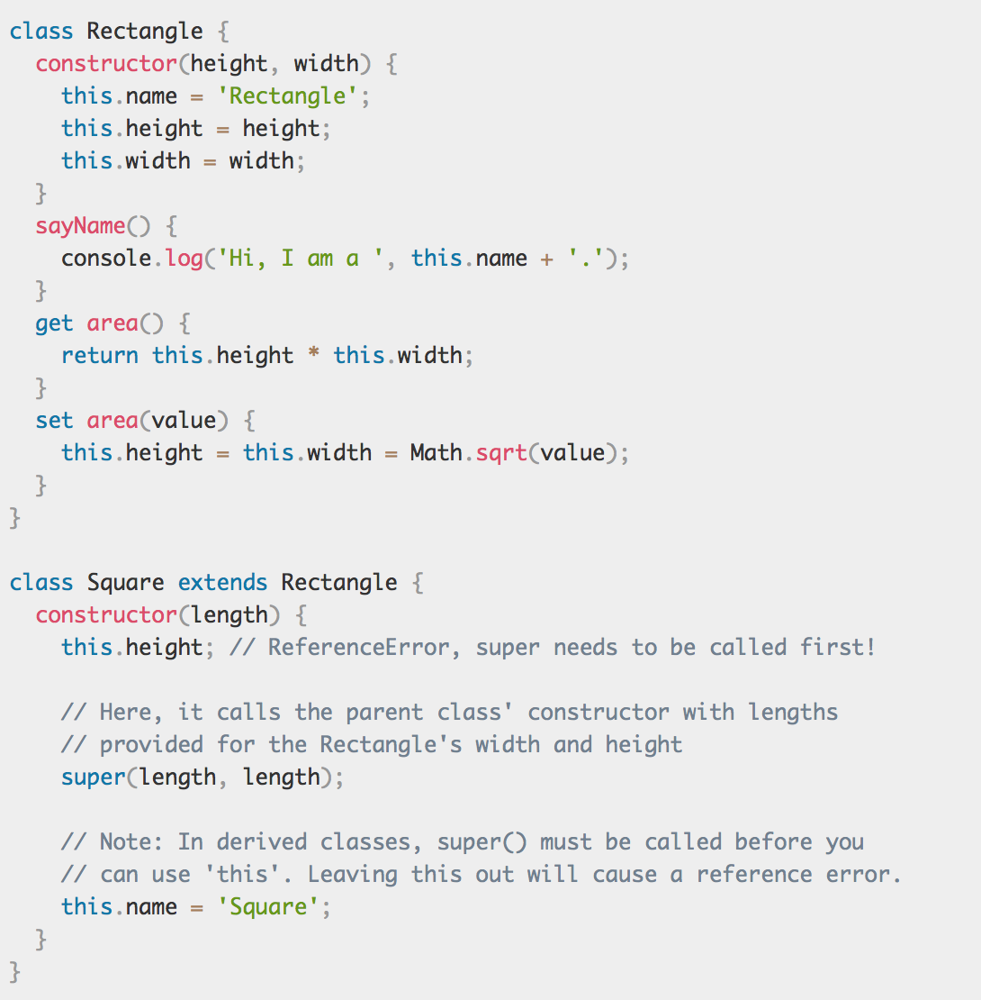 class Rectangle {
  constructor(height, width) {
    this.name = 'Rectangle';
    this.height = height;
    this.width = width;
  }
  sayName() {
    console.log('Hi, I am a ', this.name + '.');
  }
  get area() {
    return this.height * this.width;
  }
  set area(value) {
    this.height = this.width = Math.sqrt(value);
  }
}

class Square extends Rectangle {
  constructor(length) {
    this.height; // ReferenceError, super needs to be called first!

    // Here, it calls the parent class' constructor with lengths
    // provided for the Rectangle's width and height
    super(length, length);

    // Note: In derived classes, super() must be called before you
    // can use 'this'. Leaving this out will cause a reference error.
    this.name = 'Square';
  }
}